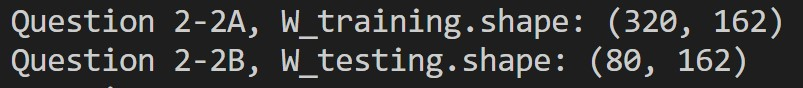 Question 2-2A, W_training.shape: (320, 162)
Question 2-2B, W_testing.shape: (80, 162)